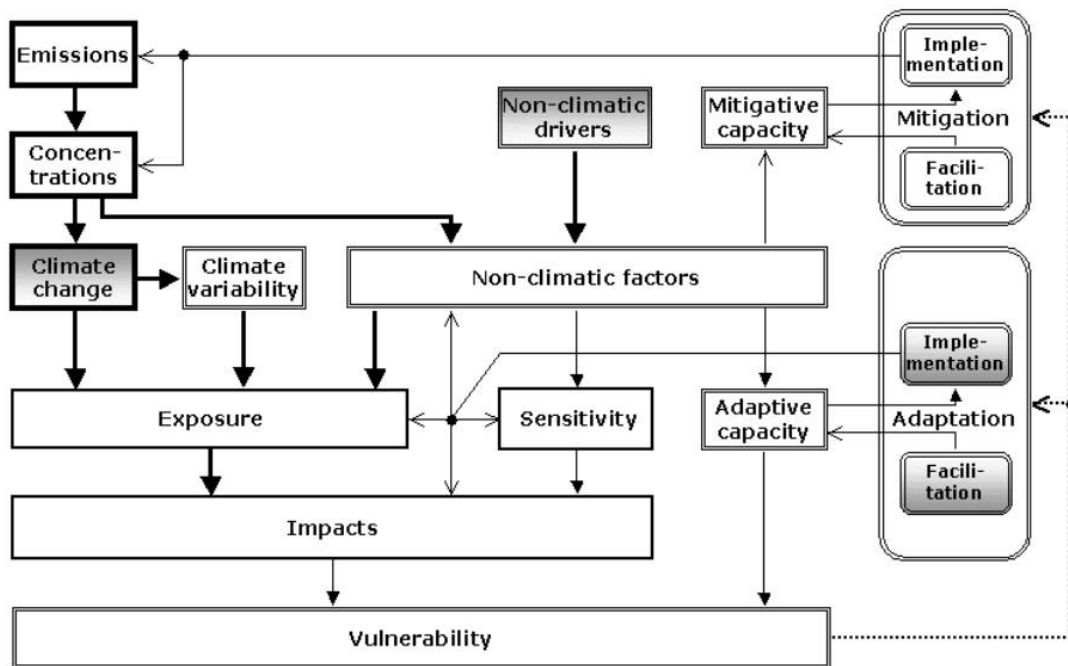 Emissions
Imple-
mentation
Non-climatic
drivers
Mitigative
capacity
Mitigation
Concen-
trations
Facili-
tation
Climate
change
Climate
variability
Non-climatic factors
Imple-
mentation
Exposure
Sensitivity
Adaptive
capacity
Adaptation
Facili-
tation
Impacts
Vulnerability